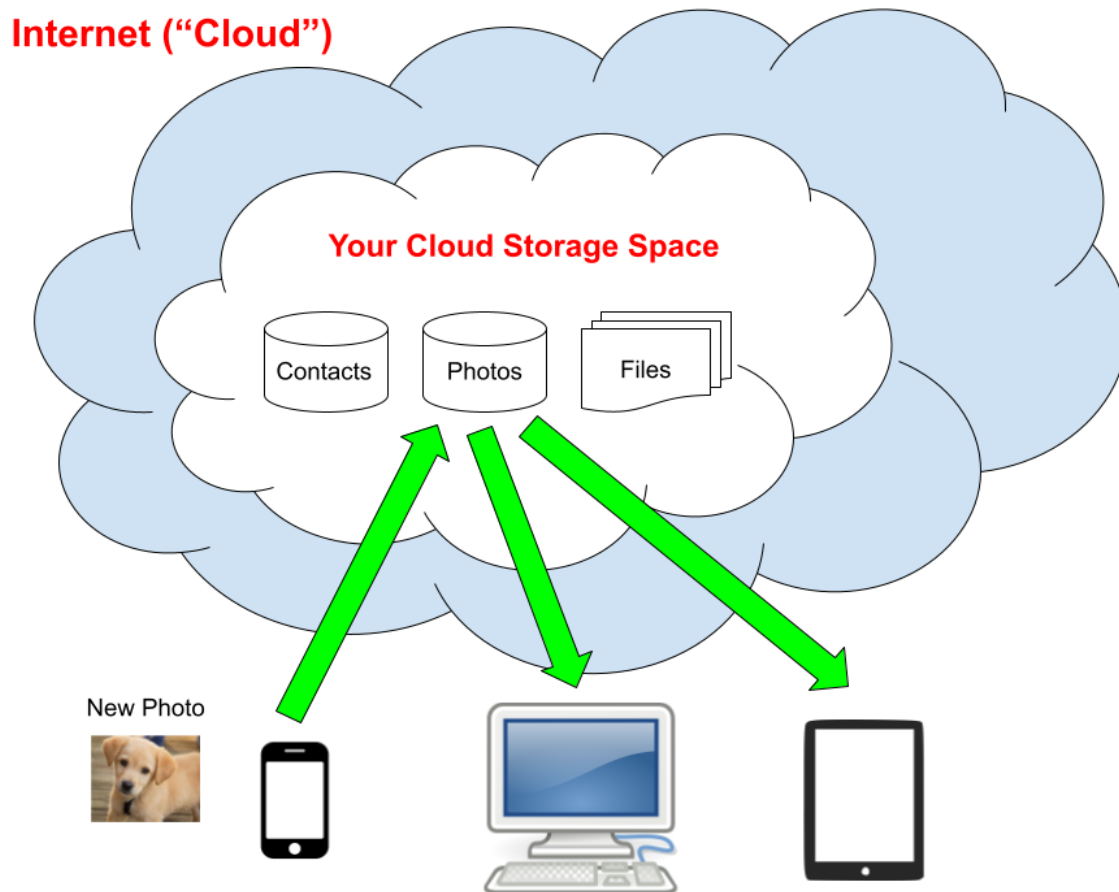 Internet (“Cloud”)
Your Cloud Storage Space
Contacts
Photos
Files
New Photo